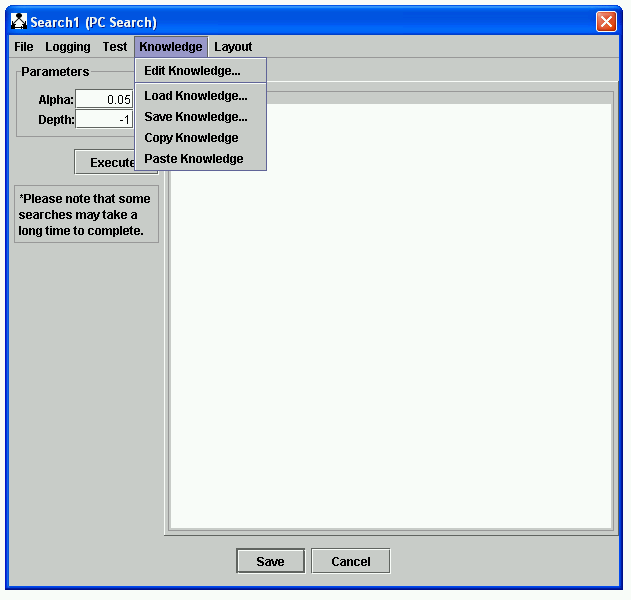 Search1 (PC Search)
File Logging Test Knowledge Layout
Parameters
Edit Knowledge...
Alpha: 0.05
Load Knowledge...
Depth: -1
Save Knowledge...
Copy Knowledge
Execute
Paste Knowledge
*Please note that some
searches may take a
long time to complete.
Save Cancel